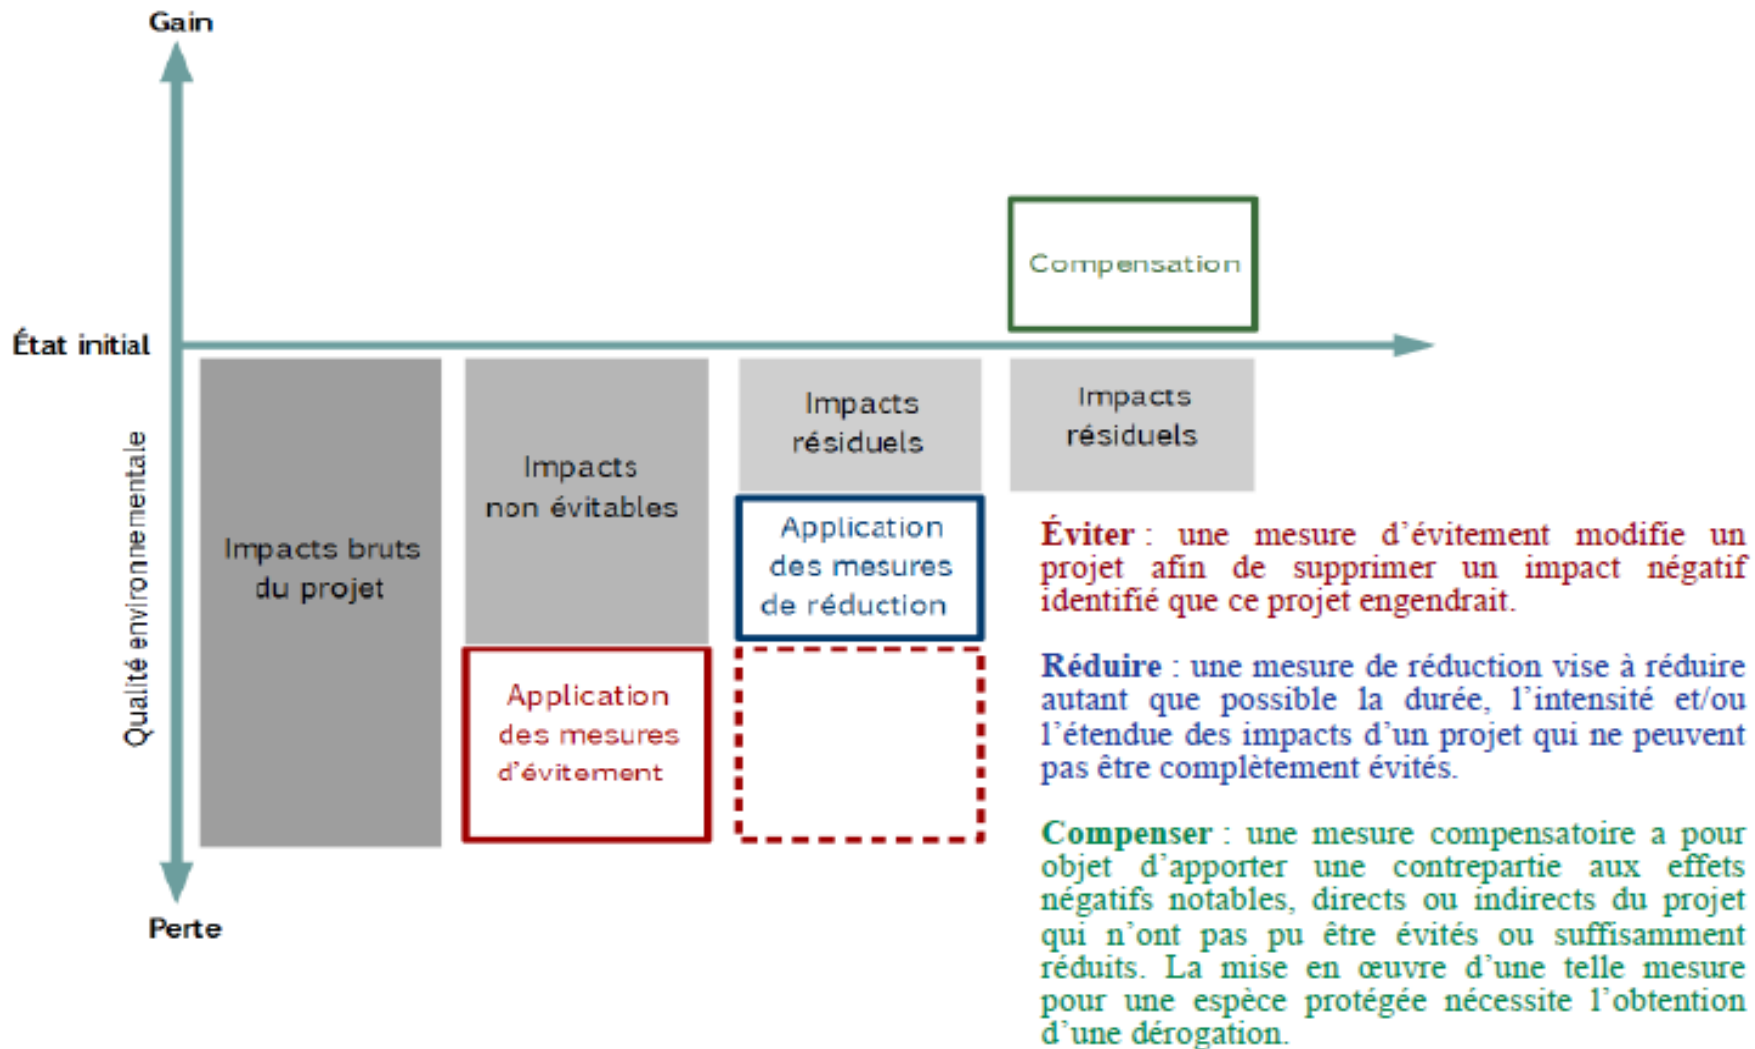 Gain
Compensation
État initial
Impacts bruts
du projet
Impacts
non évitables
Impacts
résiduels
Impacts
résiduels
Application
des mesures
d'évitement
Application
des mesures
de réduction
Qualité environnementale
Perte
Éviter : une mesure d’évitement modifie un
projet afin de supprimer un impact négatif
identifié que ce projet engendrait.
Réduire : une mesure de réduction vise à réduire
autant que possible la durée, l’intensité et/ou
l’étendue des impacts d’un projet qui ne peuvent
pas être complètement évités.
Compenser : une mesure compensatoire a pour
objet d’apporter une contrepartie aux effets
négatifs notables, directs ou indirects du projet
qui n’ont pas pu être évités ou suffisamment
réduits. La mise en œuvre d’une telle mesure
pour une espèce protégée nécessite l’obtention
d’une dérogation.